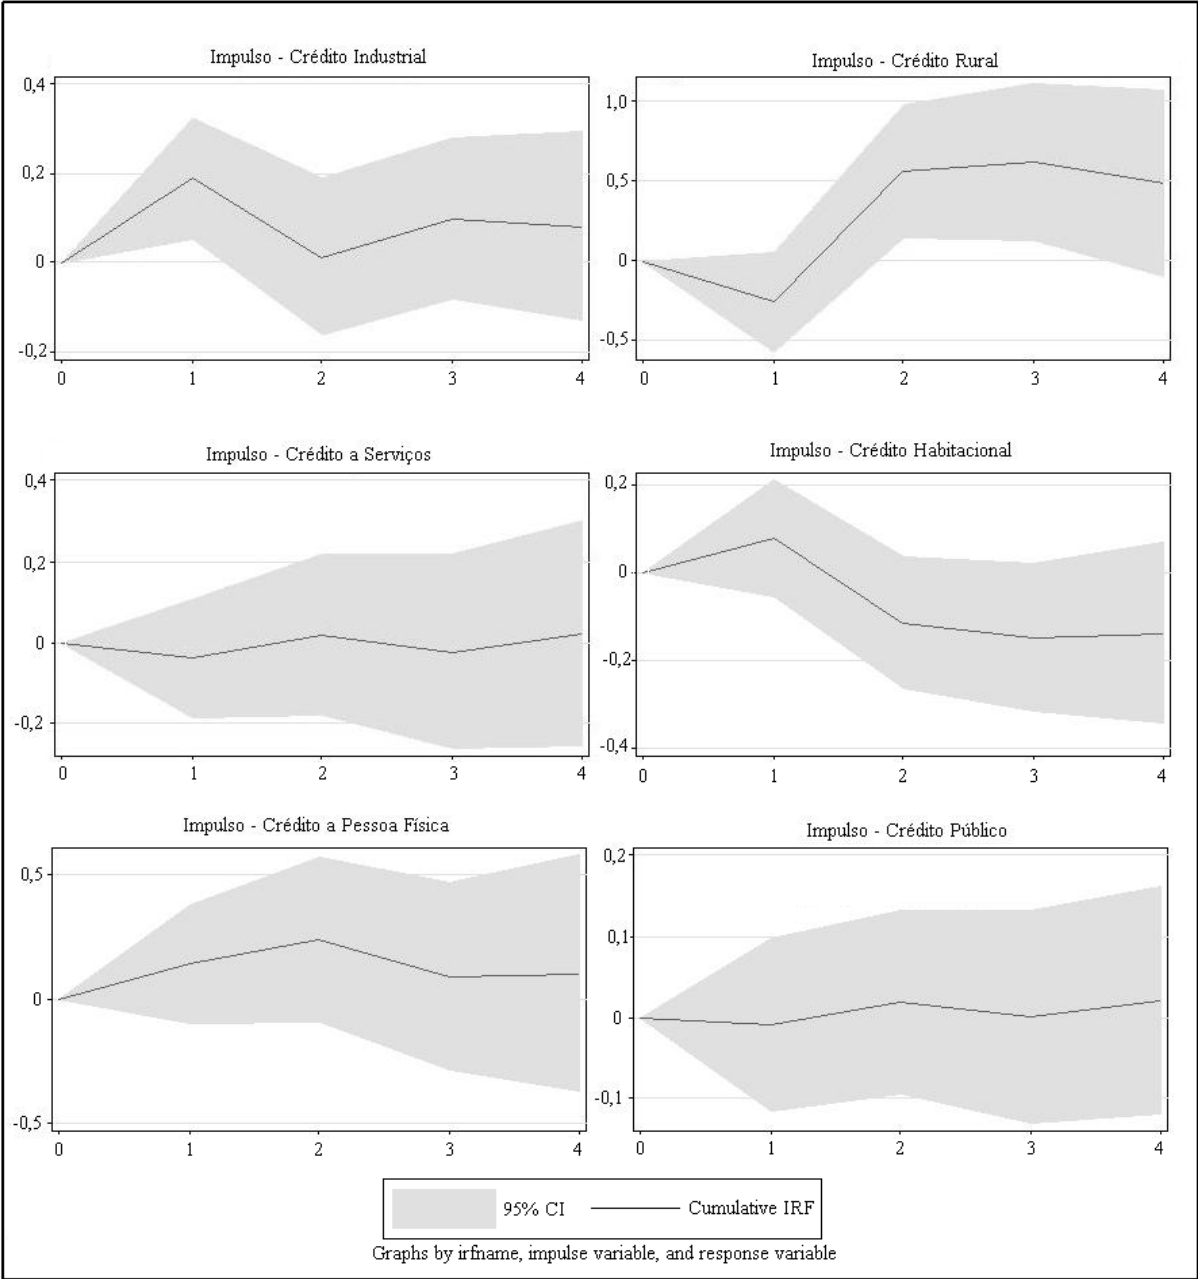 Impulso - Crédito Industrial
0,4
0,2
0
-0,2
0 1 2 3 4
Impulso - Crédito Rural
1,0
0,5
0
-0,5
0 1 2 3 4
Impulso - Crédito a Serviços
0,4
0,2
0
-0,2
0 1 2 3 4
Impulso - Crédito Habitacional
0,2
0
-0,2
-0,4
0 1 2 3 4
Impulso - Crédito a Pessoa Física
0,5
0
-0,5
0 1 2 3 4
Impulso - Crédito Público
0,2
0,1
0
-0,1
0 1 2 3 4
95% CI Cumulative IRF
Graphs by irfname, impulse variable, and response variable